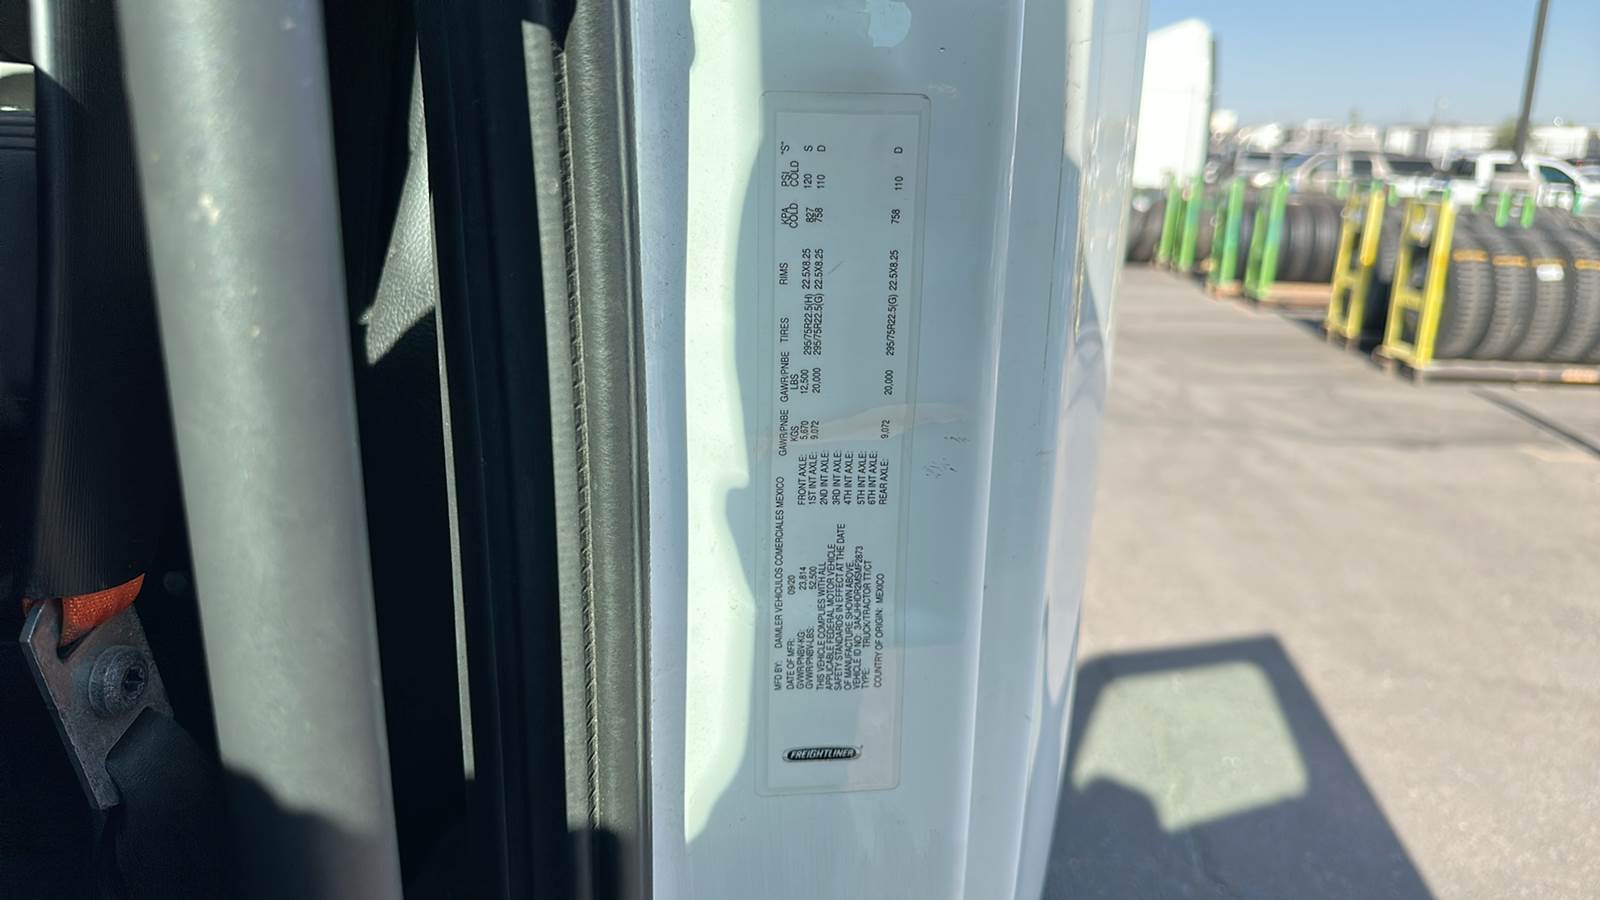 FREIGHTLINER
MFD BY: DAIMLER VEHICULOS COMERCIALES MEXICO
DATE OF MFR: 09/20
GVWR/PNBV-KG: 23,814
GVWR/PNBV-LBS: 52,500
THIS VEHICLE COMPLIES WITH ALL
APPLICABLE FEDERAL MOTOR VEHICLE
SAFETY STANDARDS IN EFFECT AT THE DATE
OF MANUFACTURE SHOWN ABOVE.
VEHICLE ID NO: 3AKJHHDR2MSMF2873
TYPE: TRUCK/TRACTOR TT/CT
COUNTRY OF ORIGIN: MEXICO
GAWR/PNBE KGS GAWR/PNBE LBS TIRES RIMS KPA COLD PSI COLD "S"
FRONT AXLE: 5,670 12,500 295/75R22.5(H) 22.5X8.25 827 120 S
1ST INT AXLE: 9,072 20,000 295/75R22.5(G) 22.5X8.25 758 110 D
2ND INT AXLE:
3RD INT AXLE:
4TH INT AXLE:
5TH INT AXLE:
6TH INT AXLE:
REAR AXLE: 9,072 20,000 295/75R22.5(G) 22.5X8.25 758 110 D